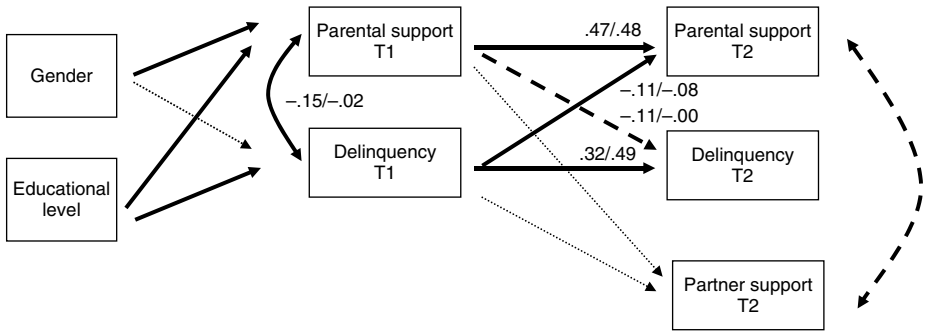 Gender
Educational
level
Parental support
T1
–.15/–.02
Delinquency
T1
.47/.48
–.11/–.08
–.11/–.00
.32/.49
Parental support
T2
Delinquency
T2
Partner support
T2